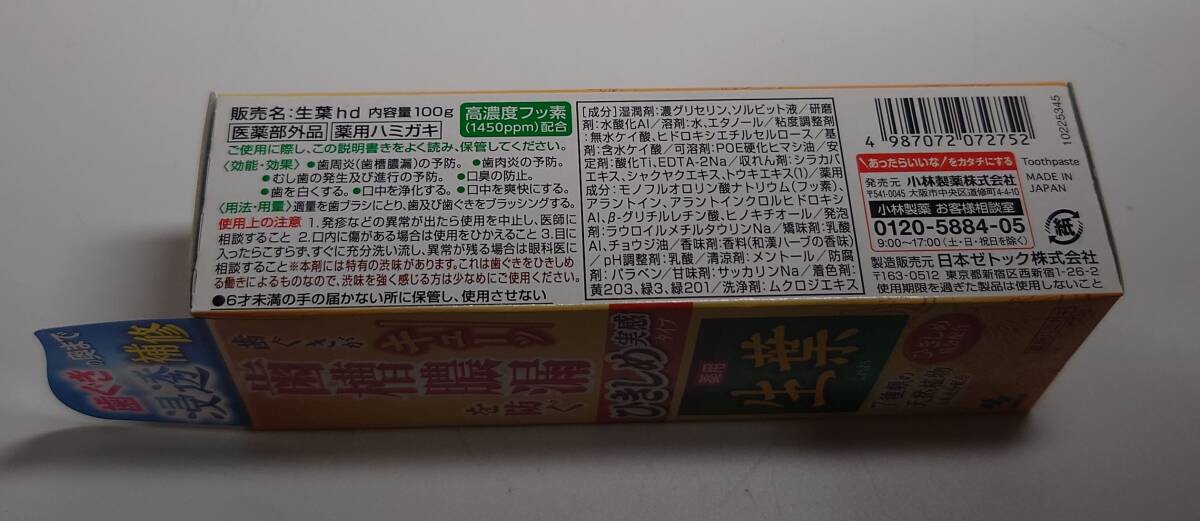 販売名：生葉hd 内容量100g
医薬部外品 薬用ハミガキ
高濃度フッ素
(1450ppm)配合
ご使用に際し、この説明書きをよく読み、保管してください。
〈効能・効果〉●歯周炎(歯槽膿漏)の予防。●歯肉炎の予防。
●むし歯の発生及び進行の予防。●口臭の防止。
●歯を白くする。●口中を浄化する。●口中を爽快にする。
〈用法・用量〉適量を歯ブラシにとり、歯及び歯ぐきをブラッシングする。
使用上の注意 1.発疹などの異常が出たら使用を中止し、医師に
相談すること 2.口内に傷がある場合は使用をひかえること 3.目に
入ったらこすらず、すぐに充分洗い流し、異常が残る場合は眼科医に
相談すること ※本剤には特有の渋味があります。これは歯ぐきをひきしめ
る働きによるものなので、渋味を強く感じる方は少なめにご使用ください。
●6才未満の手の届かない所に保管し、使用させない
[成分]湿潤剤：濃グリセリン、ソルビット液／研磨
剤：水酸化Al／溶剤：水、エタノール／粘度調整剤
：無水ケイ酸、ヒドロキシエチルセルロース／基
剤：含水ケイ酸／可溶剤：POE硬化ヒマシ油／安
定剤：酸化Ti、EDTA-2Na／収れん剤：シラカバ
エキス、シャクヤクエキス、トウキエキス(1)／薬用
成分：モノフルオロリン酸ナトリウム(フッ素)、
アラントイン、アラントインクロルヒドロキシ
Al、β-グリチルレチン酸、ヒノキチオール／発泡
剤：ラウロイルメチルタウリンNa／矯味剤：乳酸
Al、チョウジ油／香味剤：香料(和漢ハーブの香味)
／pH調整剤：乳酸／清涼剤：メントール／防腐
剤：パラベン／甘味剤：サッカリンNa／着色剤：
黄203、緑3、緑201／洗浄剤：ムクロジエキス
4 987072 072752
10225345
"あったらいいな"をカタチにする
発売元 小林製薬株式会社
〒541-0045 大阪市中央区道修町4-4-10
小林製薬 お客様相談室
0120-5884-05
9:00〜17:00(土・日・祝日を除く)
Toothpaste
MADE IN
JAPAN
紙
製造販売元 日本ゼトック株式会社
〒163-0512 東京都新宿区西新宿1-26-2
使用期限を過ぎた製品は使用しないこと
歯ぐきの奥まで
浸透補修
歯ぐきが
キューッ
歯槽膿漏
を防ぐ
ひきしめ
実感
タイプ
薬用
生葉
7種類の
天然植物